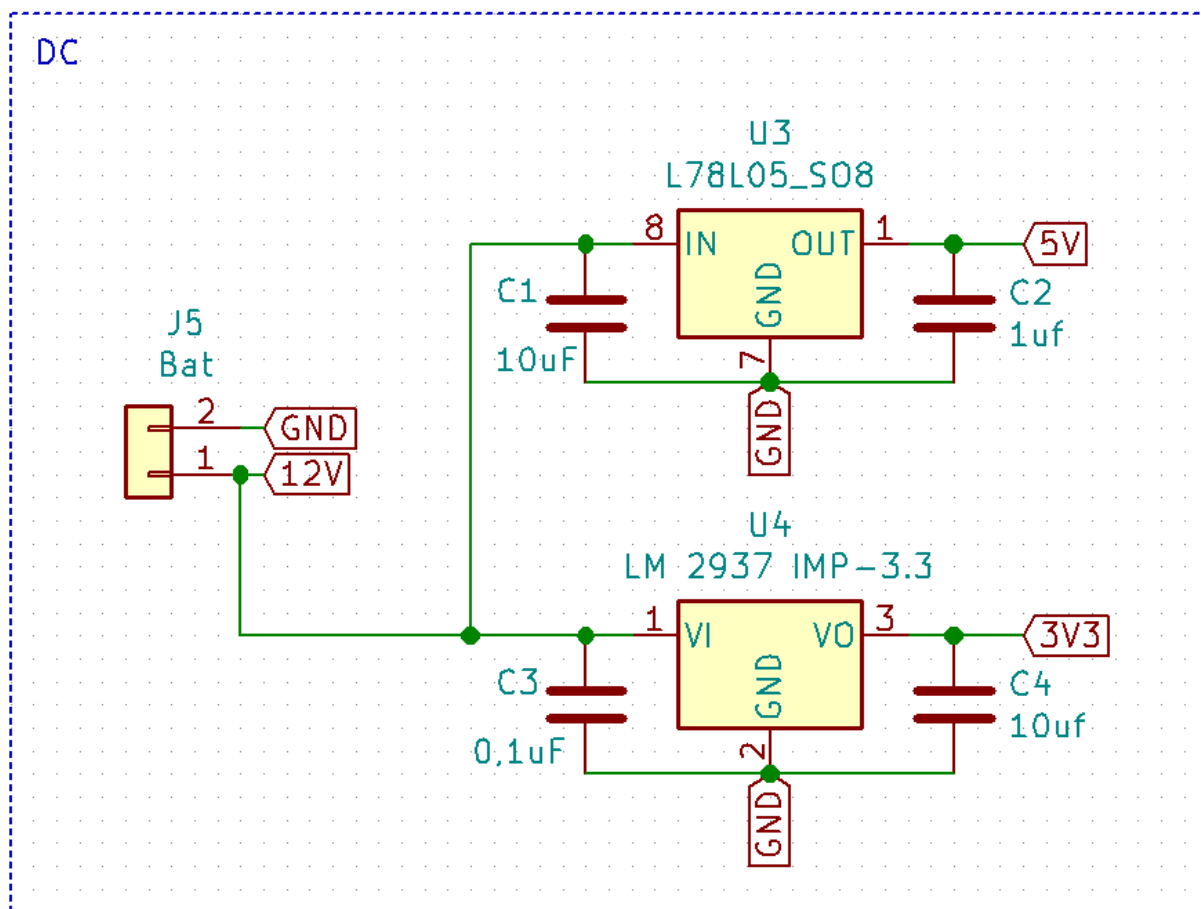 DC
U3
L78L05_SO8
8
IN
OUT
1
5V
GND
C1
10uF
C2
1uf
7
GND
J5
Bat
2
GND
1
12V
U4
LM 2937 IMP-3.3
1
VI
VO
3
3V3
GND
C3
0,1uF
C4
10uf
2
GND